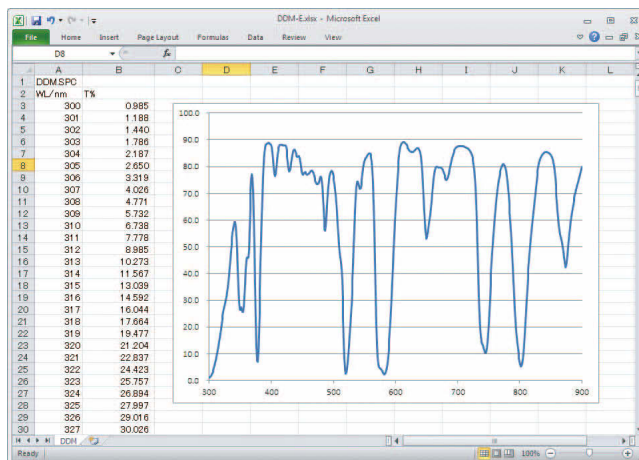 DDM-E.xlsx - Microsoft Excel
File Home Insert Page Layout Formulas Data Review View
D8 fx
A B C D E F G H I J K L
1 DDM.SPC
2 WL/nm T%
3 300 0.985
4 301 1.188
5 302 1.440
6 303 1.786
7 304 2.187
8 305 2.650
9 306 3.319
10 307 4.026
11 308 4.771
12 309 5.732
13 310 6.738
14 311 7.778
15 312 8.985
16 313 10.273
17 314 11.567
18 315 13.039
19 316 14.592
20 317 16.044
21 318 17.664
22 319 19.477
23 320 21.204
24 321 22.837
25 322 24.423
26 323 25.757
27 324 26.894
28 325 27.997
29 326 29.016
30 327 30.026
100.0
90.0
80.0
70.0
60.0
50.0
40.0
30.0
20.0
10.0
0.0
300 400 500 600 700 800 900
DDM
Ready 100%